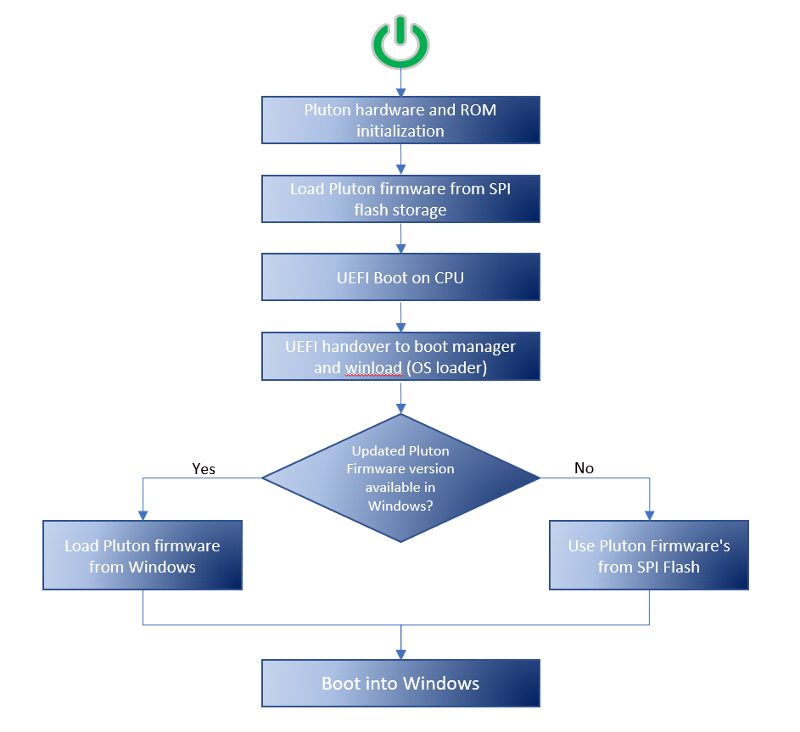 Pluton hardware and ROM
initialization
Load Pluton firmware from SPI
flash storage
UEFI Boot on CPU
UEFI handover to boot manager
and winload (OS loader)
Updated Pluton
Firmware version
available in
Windows?
Yes
No
Load Pluton firmware
from Windows
Use Pluton Firmware's
from SPI Flash
Boot into Windows